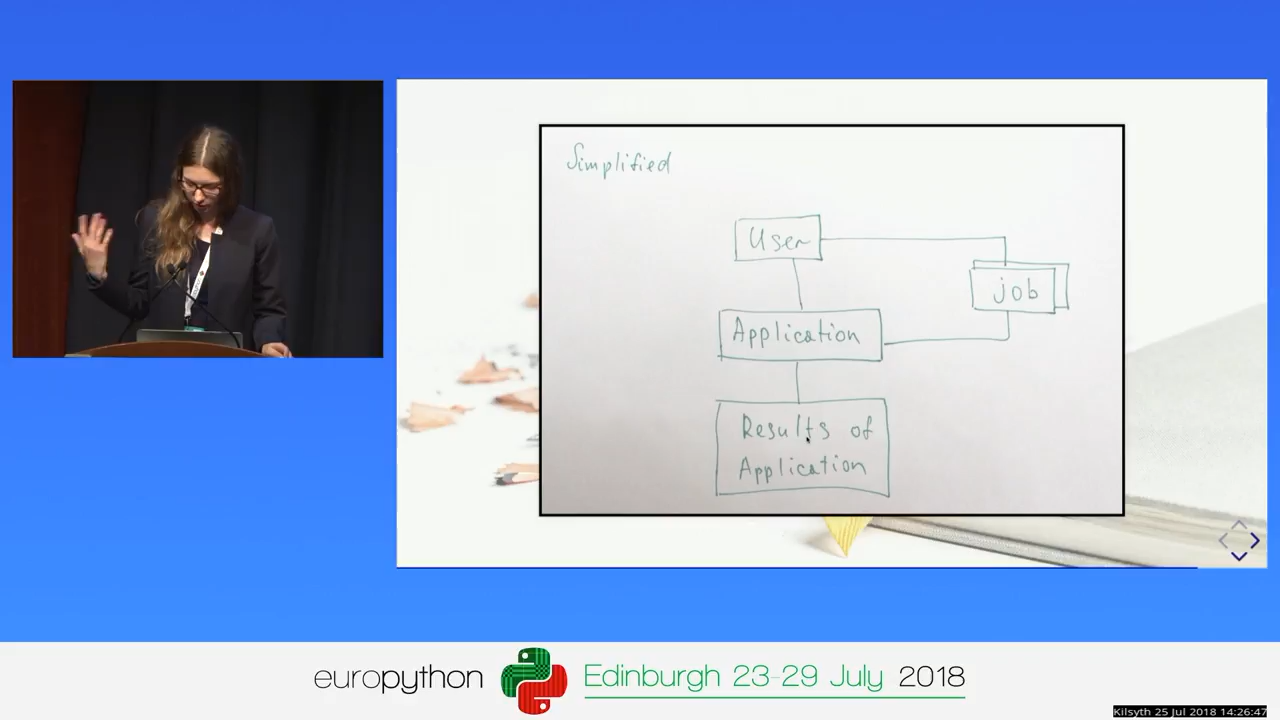 Simplified
User
job
Application
Results of
Application
europython
Edinburgh 23-29 July 2018
Kilsyth 25 Jul 2018 14:26:47